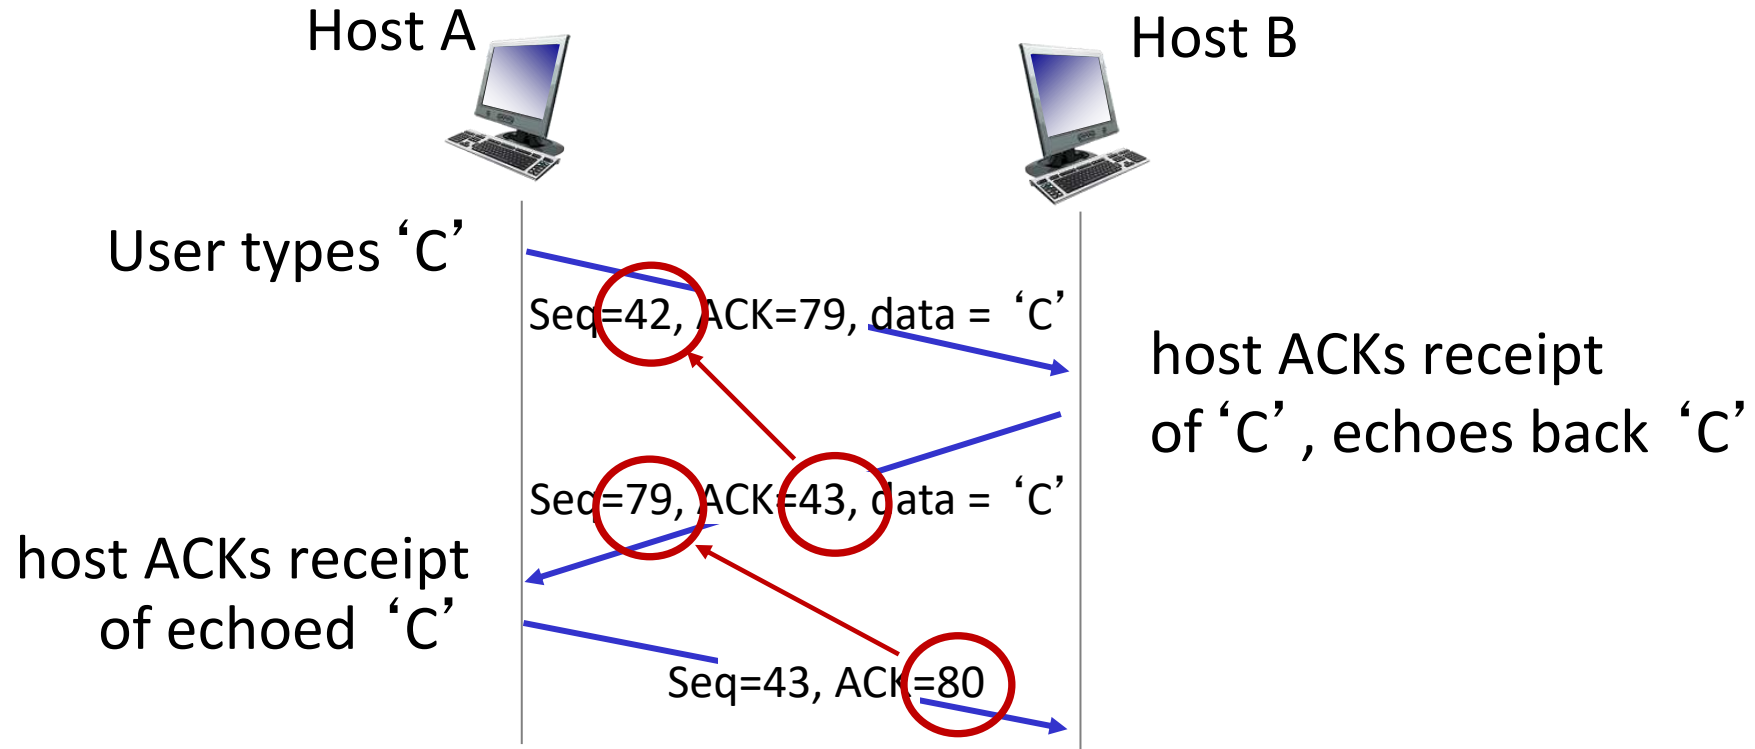 Host A
Host B
User types ‘C’
Seq=42, ACK=79, data = ‘C’
host ACKs receipt
of ‘C’, echoes back ‘C’
Seq=79, ACK=43, data = ‘C’
host ACKs receipt
of echoed ‘C’
Seq=43, ACK=80